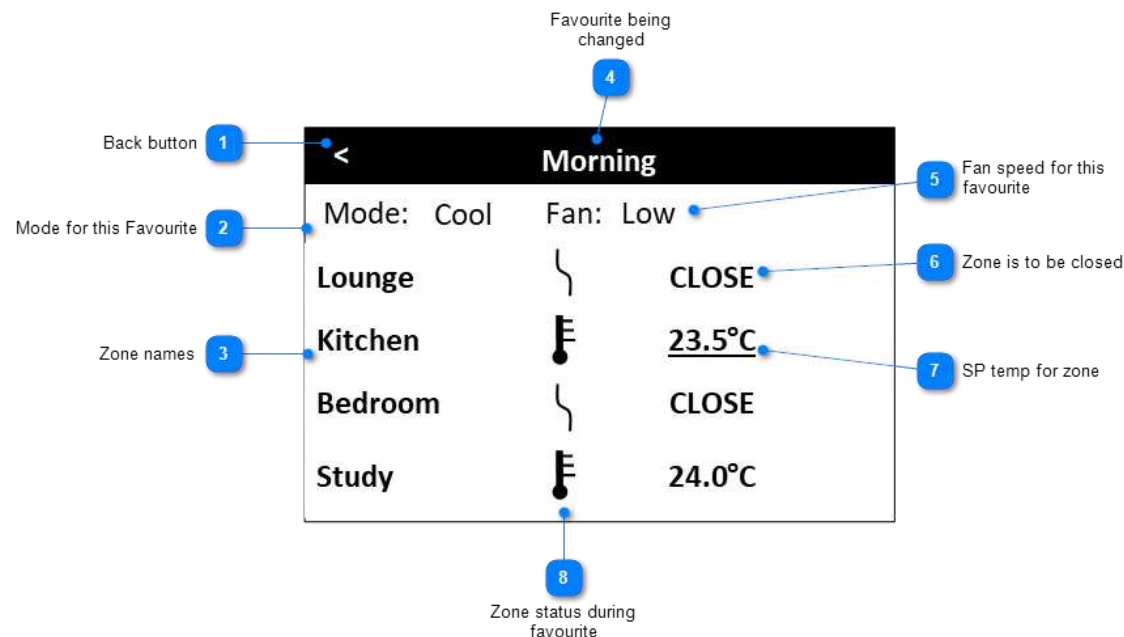 Favourite being
changed
4
Back button 1
< Morning
5 Fan speed for this
favourite
Mode: Cool Fan: Low
Mode for this Favourite 2
6 Zone is to be closed
Lounge CLOSE
Kitchen 23.5°C
Zone names 3
7 SP temp for zone
Bedroom CLOSE
Study 24.0°C
8
Zone status during
favourite